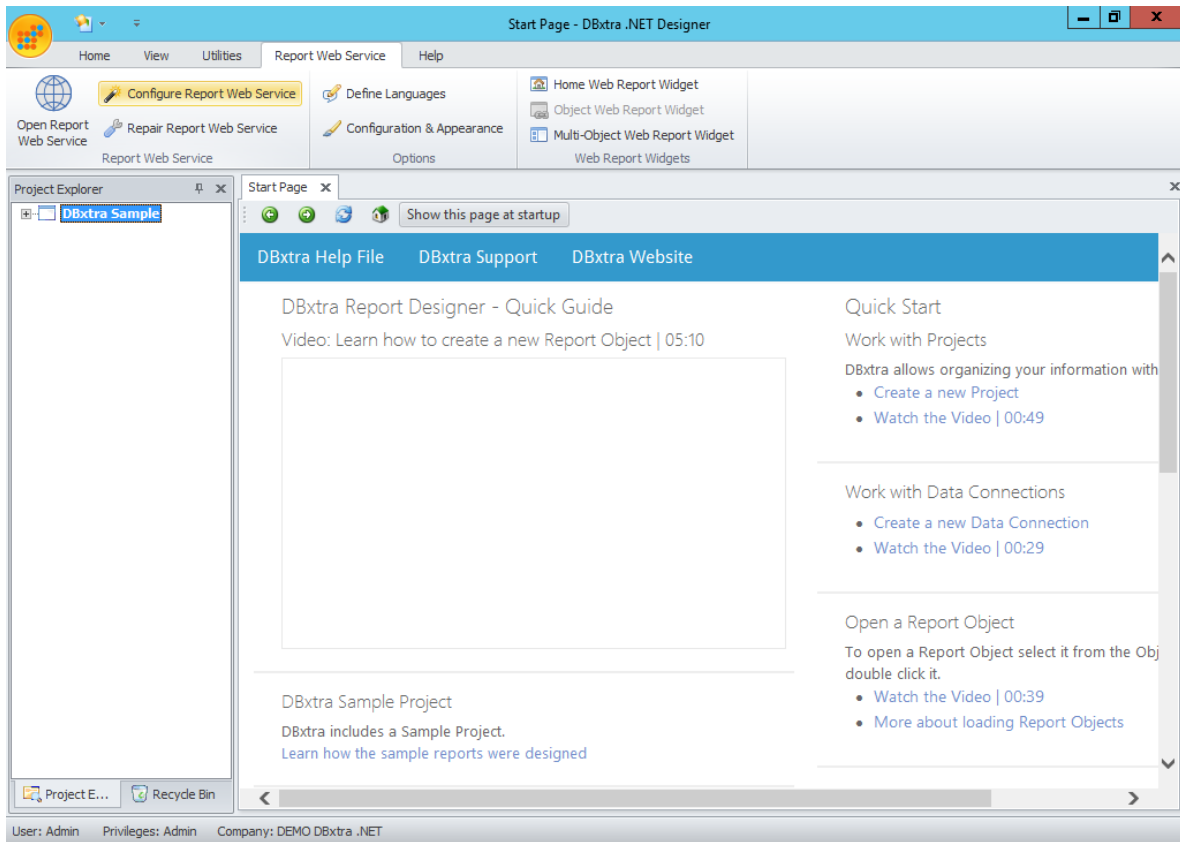 Start Page - DBxtra .NET Designer
Home View Utilities Report Web Service Help
Open Report
Web Service
Configure Report Web Service
Repair Report Web Service
Report Web Service
Define Languages
Configuration & Appearance
Options
Home Web Report Widget
Object Web Report Widget
Multi-Object Web Report Widget
Web Report Widgets
Project Explorer
DBxtra Sample
Start Page
Show this page at startup
DBxtra Help File DBxtra Support DBxtra Website
DBxtra Report Designer - Quick Guide
Video: Learn how to create a new Report Object | 05:10
DBxtra Sample Project
DBxtra includes a Sample Project.
Learn how the sample reports were designed
Quick Start
Work with Projects
DBxtra allows organizing your information with
• Create a new Project
• Watch the Video | 00:49
Work with Data Connections
• Create a new Data Connection
• Watch the Video | 00:29
Open a Report Object
To open a Report Object select it from the Obj
double click it.
• Watch the Video | 00:39
• More about loading Report Objects
Project E... Recycle Bin
User: Admin Privileges: Admin Company: DEMO DBxtra .NET